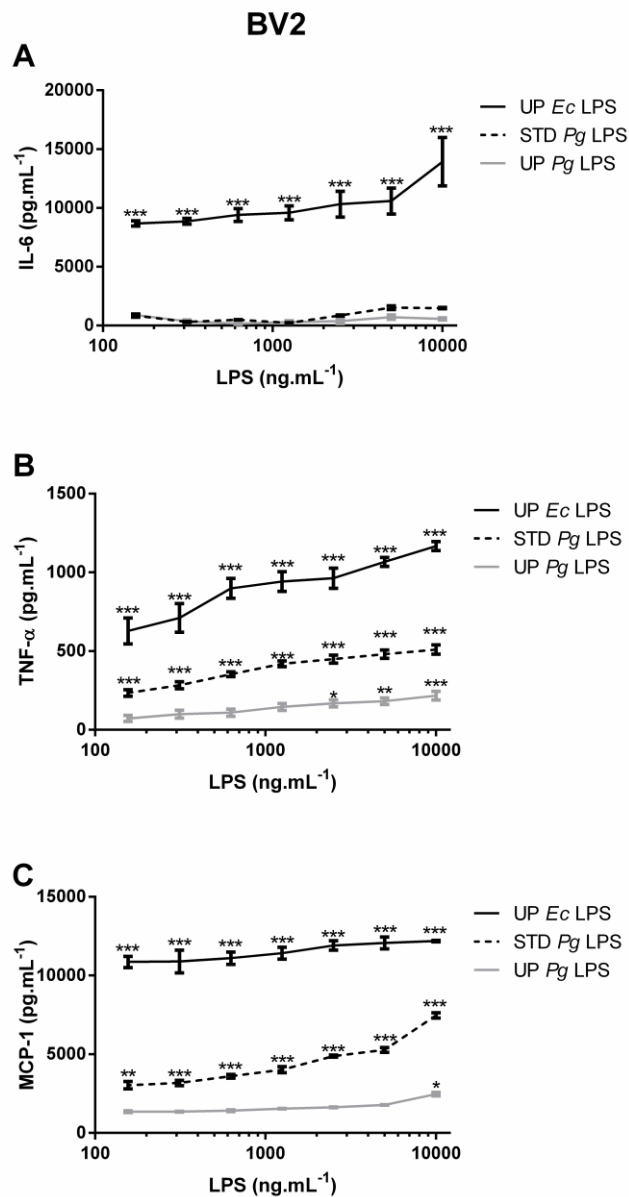 BV2
A
20000
15000
10000
5000
0
IL-6 (pg.mL⁻¹)
*** *** *** *** *** *** ***
100 1000 10000
LPS (ng.mL⁻¹)
UP Ec LPS
STD Pg LPS
UP Pg LPS
B
1500
1000
500
0
TNF-α (pg.mL⁻¹)
*** *** *** *** *** *** ***
*** *** *** *** *** *** ***
* ** ***
100 1000 10000
LPS (ng.mL⁻¹)
UP Ec LPS
STD Pg LPS
UP Pg LPS
C
15000
10000
5000
0
MCP-1 (pg.mL⁻¹)
*** *** *** *** *** *** ***
** *** *** *** *** *** ***
*
100 1000 10000
LPS (ng.mL⁻¹)
UP Ec LPS
STD Pg LPS
UP Pg LPS